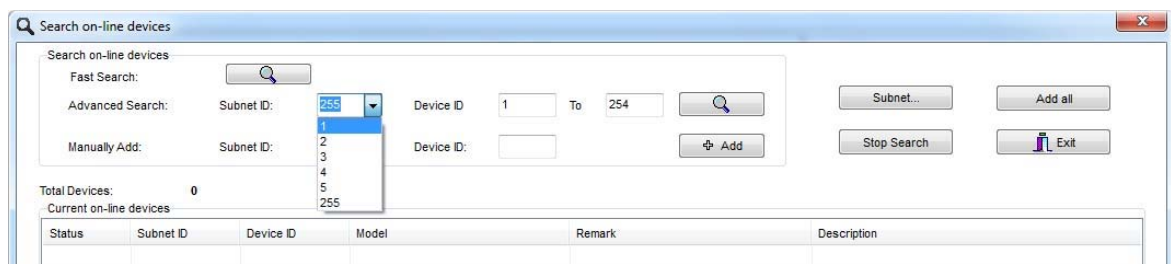 Search on-line devices
Search on-line devices
Fast Search:
Advanced Search: Subnet ID: 255 Device ID 1 To 254
1
2
3
4
5
255
Manually Add: Subnet ID: Device ID: Add
Subnet... Add all
Stop Search Exit
Total Devices: 0
Current on-line devices
Status Subnet ID Device ID Model Remark Description